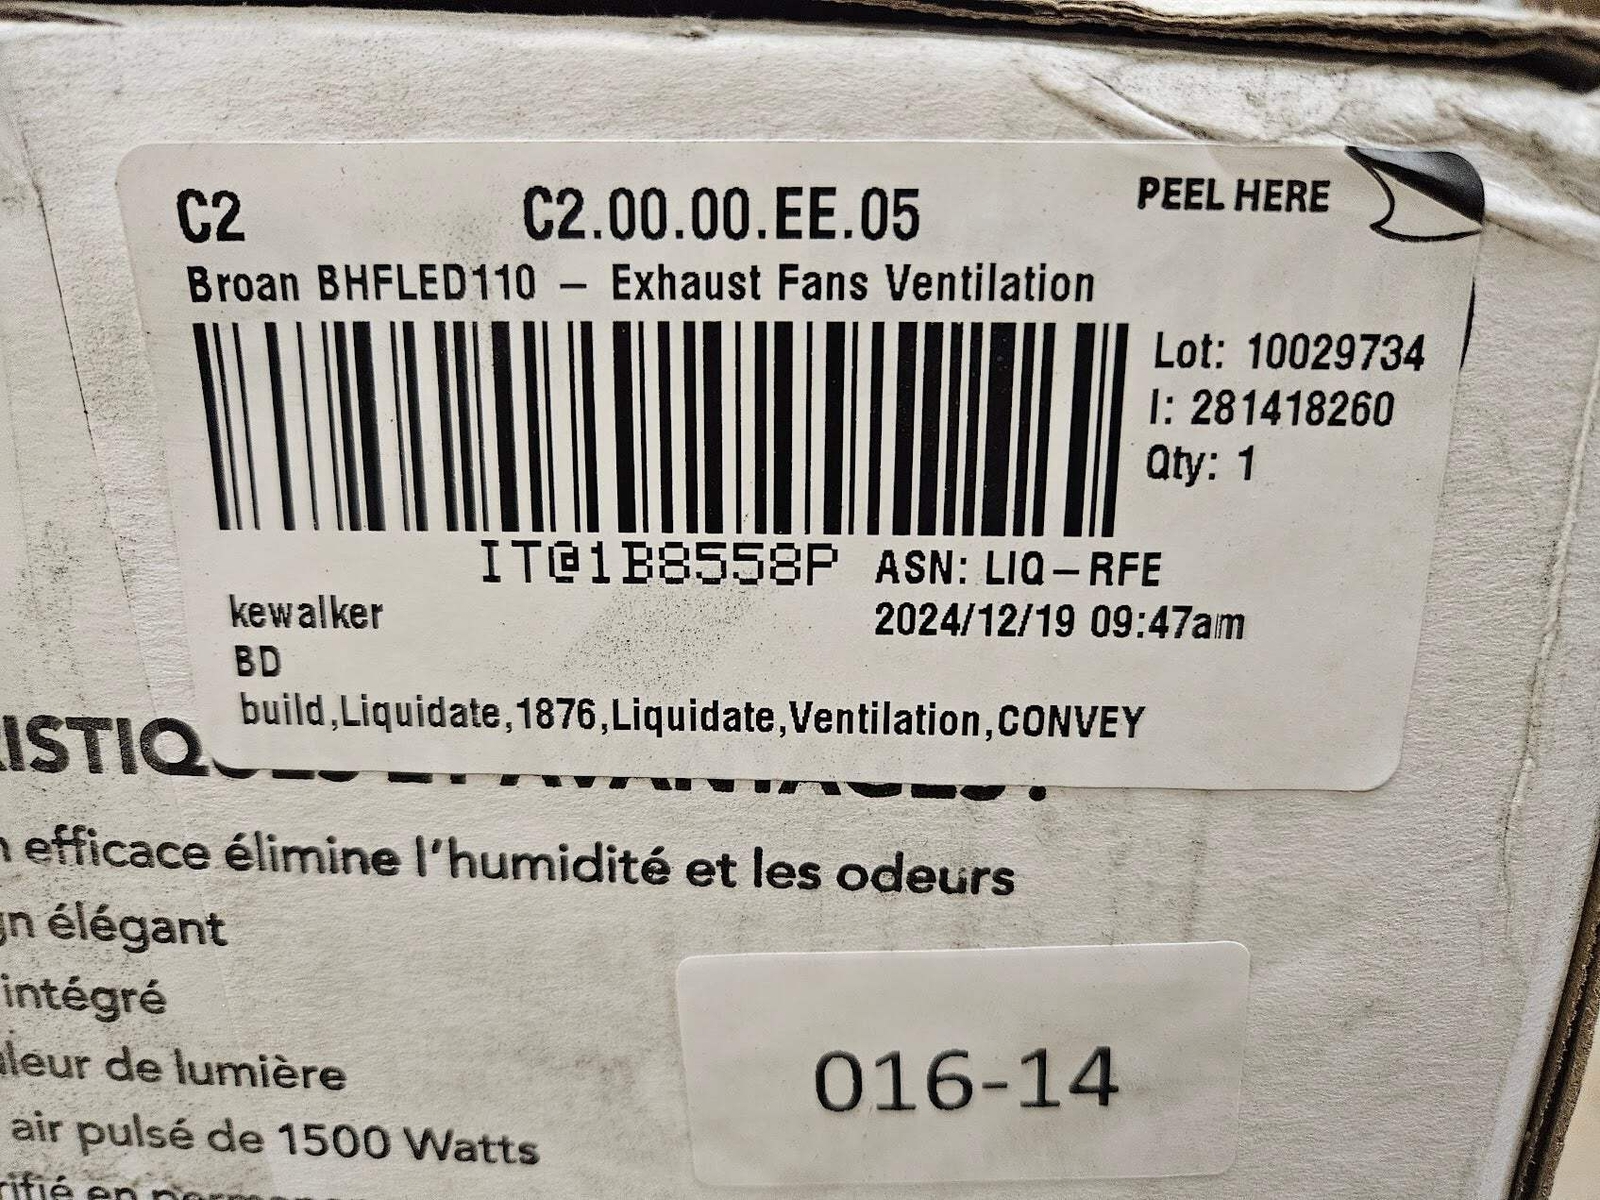 C2 C2.00.00.EE.05 PEEL HERE
Broan BHFLED110 – Exhaust Fans Ventilation
Lot: 10029734
I: 281418260
Qty: 1
IT@1B8558P ASN: LIQ-RFE
kewalker 2024/12/19 09:47am
BD
build,Liquidate,1876,Liquidate,Ventilation,CONVEY
efficace élimine l'humidité et les odeurs
élégant
intégré
de lumière
air pulsé de 1500 Watts
en
016-14